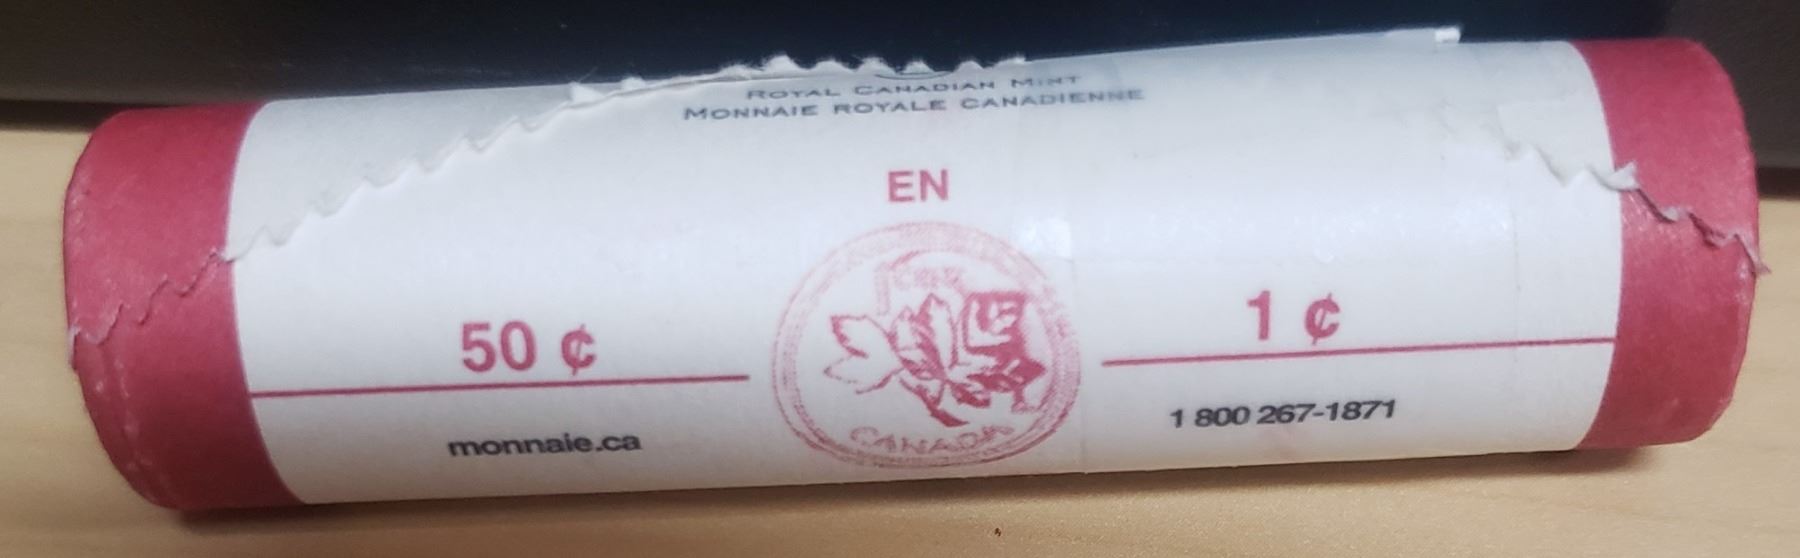 ROYAL CANADIAN MINT
MONNAIE ROYALE CANADIENNE
EN
50 ¢
1 ¢
monnaie.ca
1 800 267-1871
CANADA